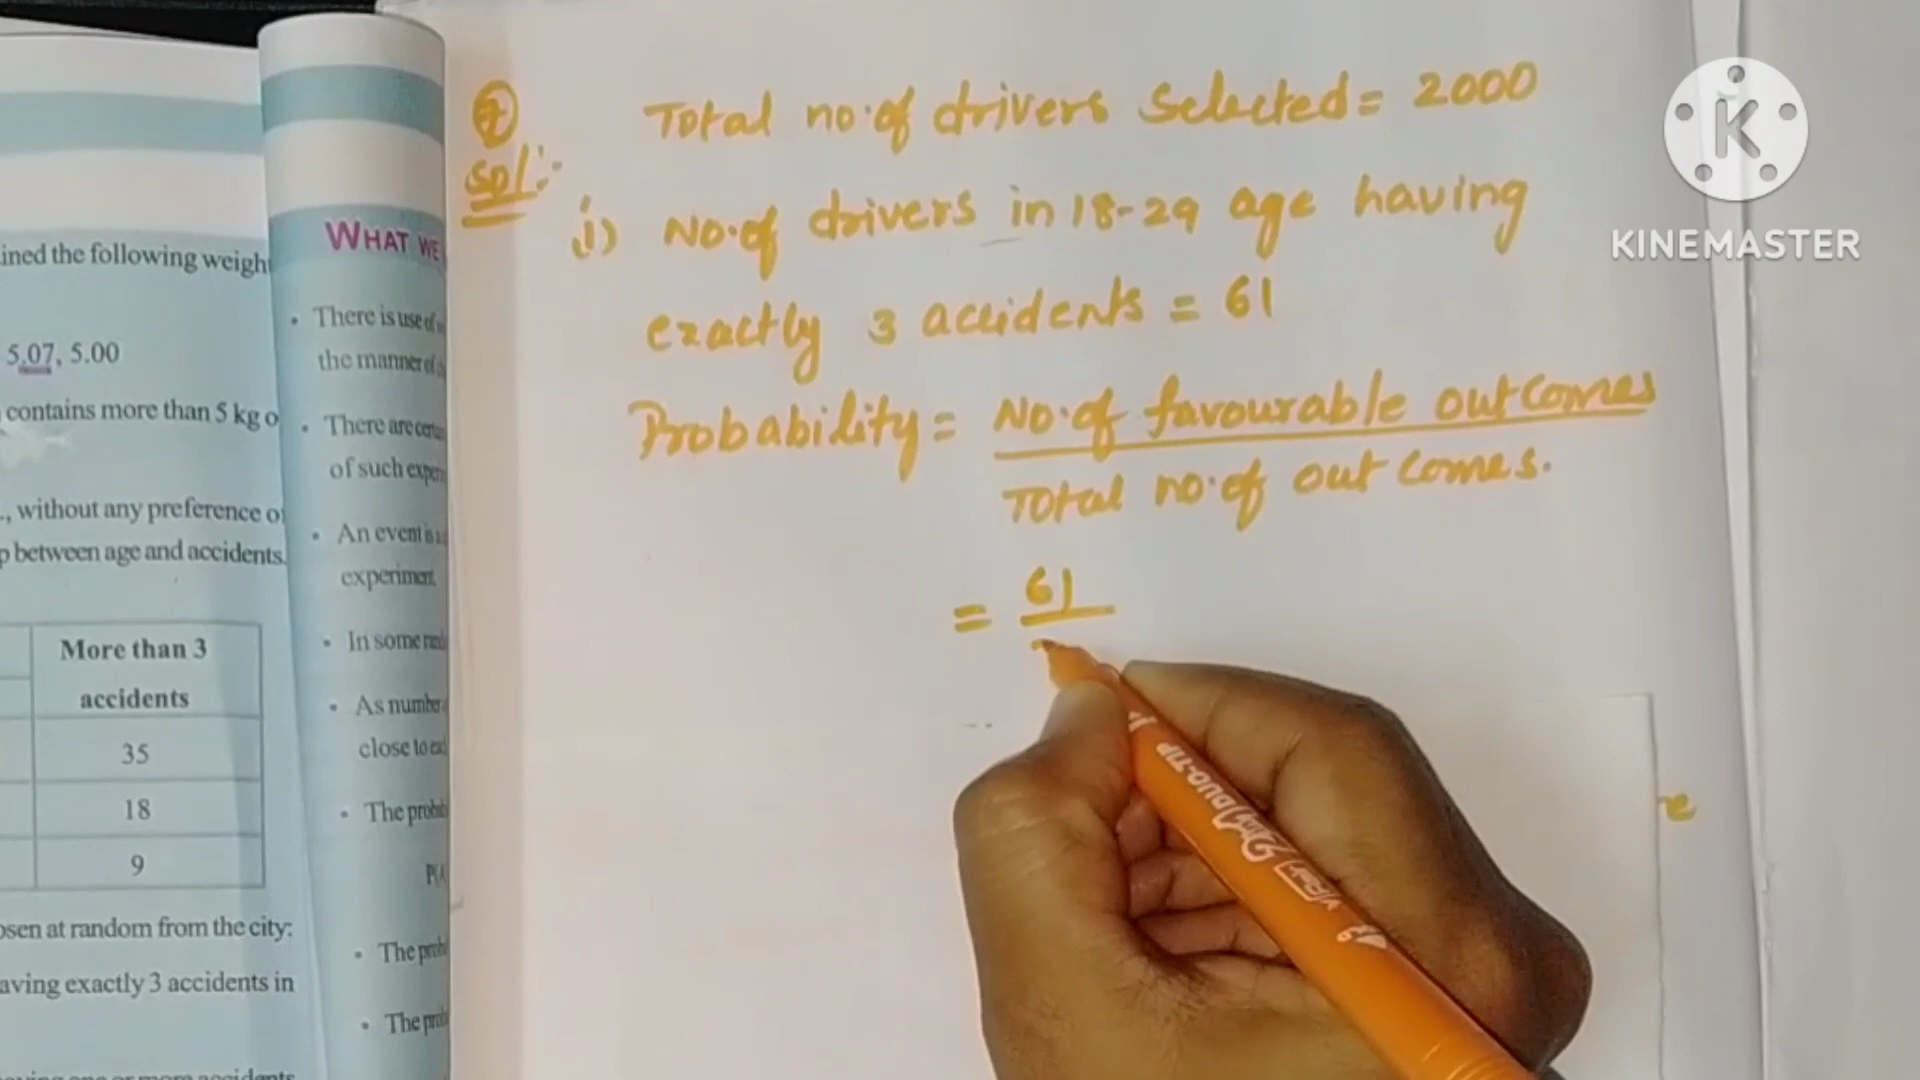 ined the following weigh
5.07, 5.00
contains more than 5 kg o
., without any preference o
p between age and accidents.
More than 3
accidents
35
18
9
osen at random from the city:
aving exactly 3 accidents in
WHAT WE
• There is use of
the manner of
• There are certain
of such exper
• An event is a
experiment.
• In some
• As number
close to
• The prob
P(A
• The prob
• The prob
7
Sol:-
Total no.of drivers selected= 2000
i) No.of drivers in 18-29 age having
exactly 3 accidents = 61
Probability = No.of favourable outcomes
Total no.of outcomes.
= 61
K
KINEMASTER
DUO-TIP